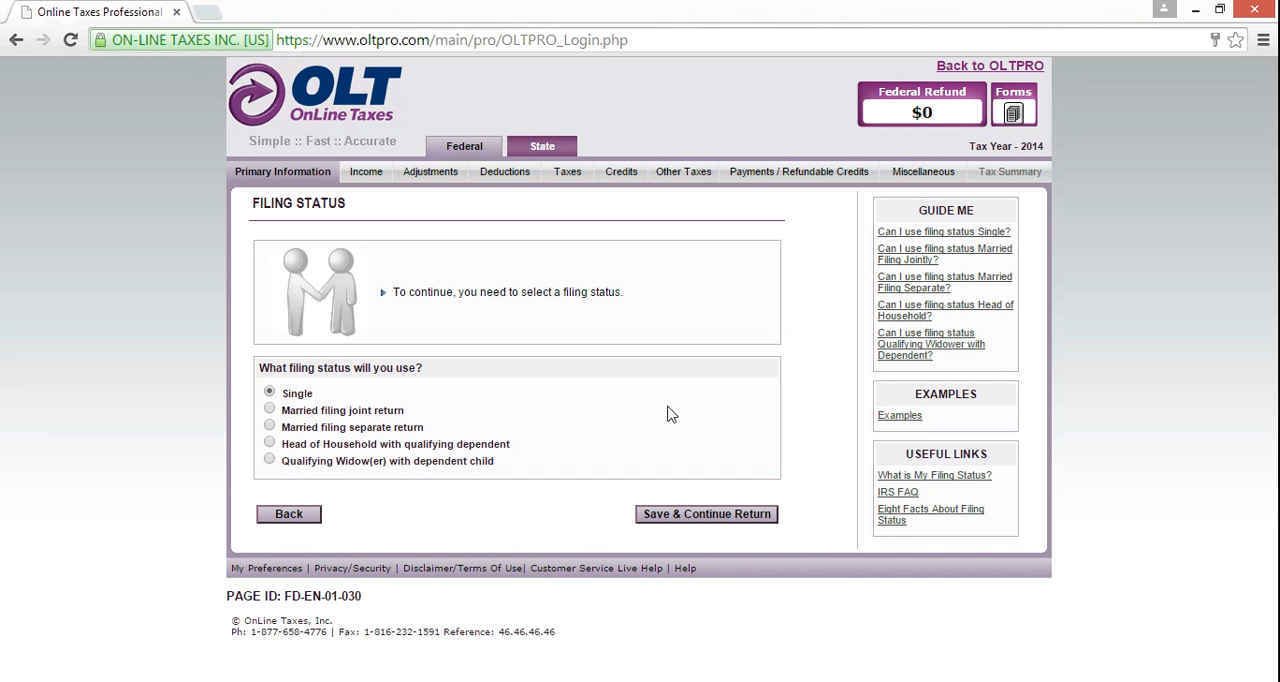 Online Taxes Professional
ON-LINE TAXES INC. [US] https://www.oltpro.com/main/pro/OLTPRO_Login.php
Back to OLTPRO
OLT
OnLine Taxes
Simple :: Fast :: Accurate
Federal Refund
$0
Forms
Federal
State
Tax Year - 2014
Primary Information
Income
Adjustments
Deductions
Taxes
Credits
Other Taxes
Payments / Refundable Credits
Miscellaneous
Tax Summary
FILING STATUS
To continue, you need to select a filing status.
What filing status will you use?
Single
Married filing joint return
Married filing separate return
Head of Household with qualifying dependent
Qualifying Widow(er) with dependent child
Back
Save & Continue Return
GUIDE ME
Can I use filing status Single?
Can I use filing status Married
Filing Jointly?
Can I use filing status Married
Filing Separate?
Can I use filing status Head of
Household?
Can I use filing status
Qualifying Widower with
Dependent?
EXAMPLES
Examples
USEFUL LINKS
What is My Filing Status?
IRS FAQ
Eight Facts About Filing
Status
My Preferences | Privacy/Security | Disclaimer/Terms Of Use| Customer Service Live Help | Help
PAGE ID: FD-EN-01-030
© OnLine Taxes, Inc.
Ph: 1-877-658-4776 | Fax: 1-816-232-1591 Reference: 46.46.46.46